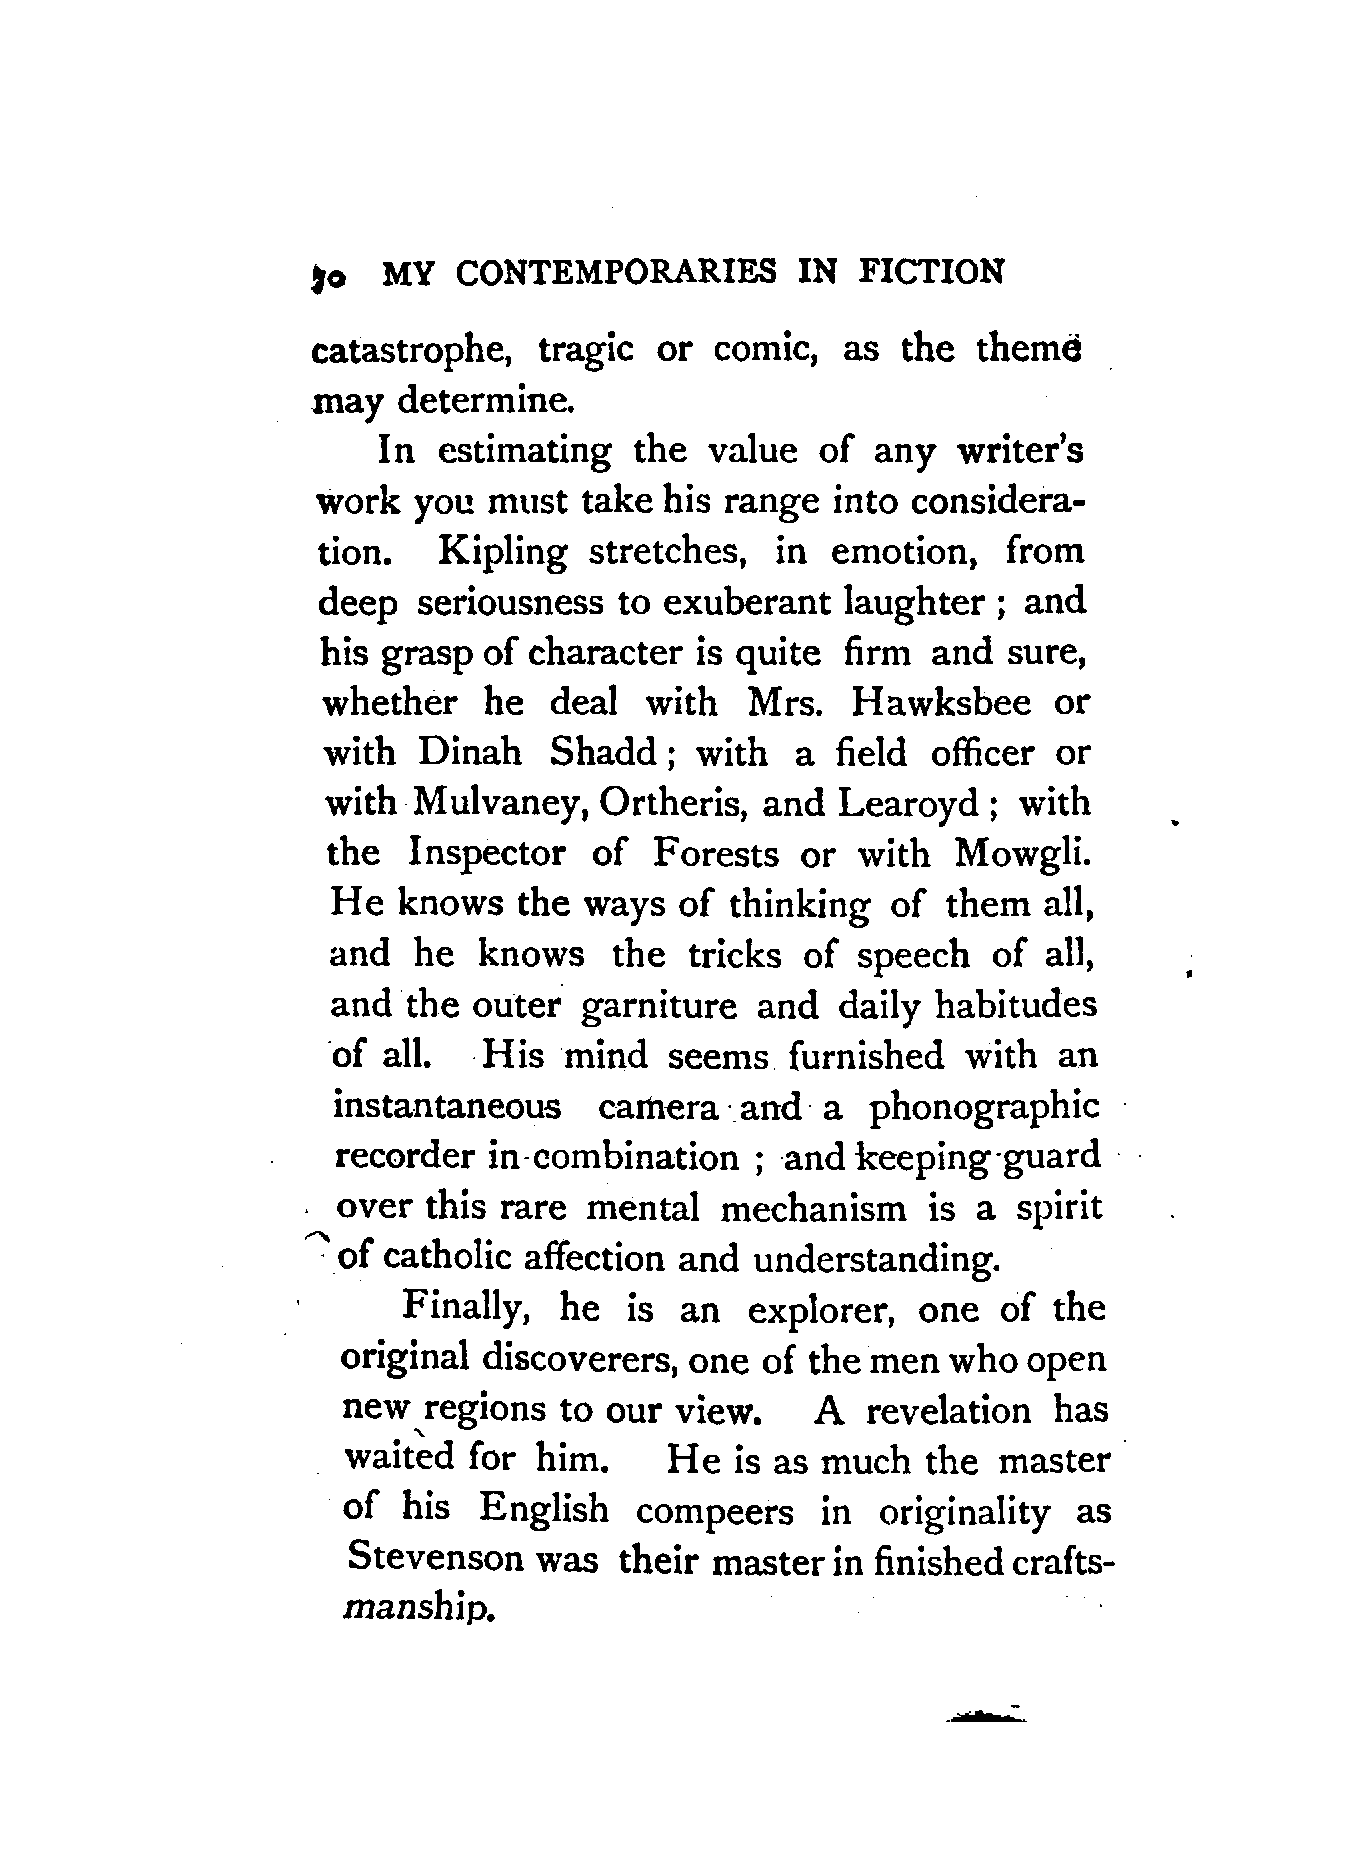 50 MY CONTEMPORARIES IN FICTION
catastrophe, tragic or comic, as the theme
may determine.
In estimating the value of any writer's
work you must take his range into considera-
tion. Kipling stretches, in emotion, from
deep seriousness to exuberant laughter ; and
his grasp of character is quite firm and sure,
whether he deal with Mrs. Hawksbee or
with Dinah Shadd ; with a field officer or
with Mulvaney, Ortheris, and Learoyd ; with
the Inspector of Forests or with Mowgli.
He knows the ways of thinking of them all,
and he knows the tricks of speech of all,
and the outer garniture and daily habitudes
of all. His mind seems furnished with an
instantaneous camera and a phonographic
recorder in combination ; and keeping guard
over this rare mental mechanism is a spirit
of catholic affection and understanding.
Finally, he is an explorer, one of the
original discoverers, one of the men who open
new regions to our view. A revelation has
waited for him. He is as much the master
of his English compeers in originality as
Stevenson was their master in finished crafts-
manship.